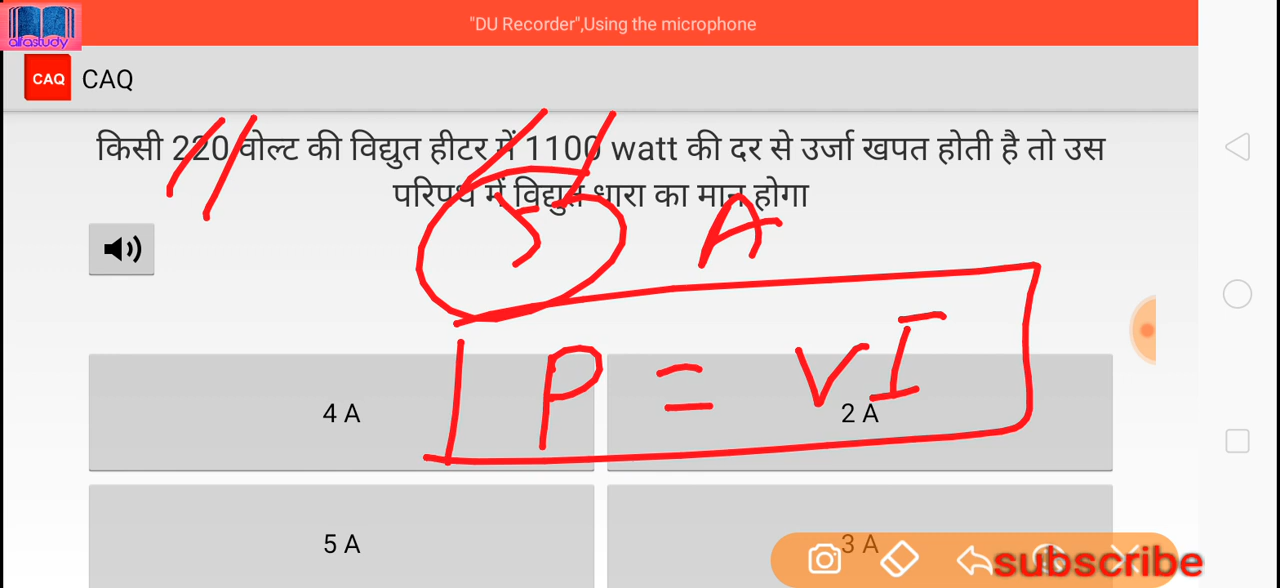 "DU Recorder",Using the microphone
alfastudy
CAQ CAQ
किसी 220 वोल्ट की विद्युत हीटर में 1100 watt की दर से उर्जा खपत होती है तो उस
परिपथ में विद्युत धारा का मान होगा
5 A
P = VI
4 A
2 A
5 A
3 A
subscribe